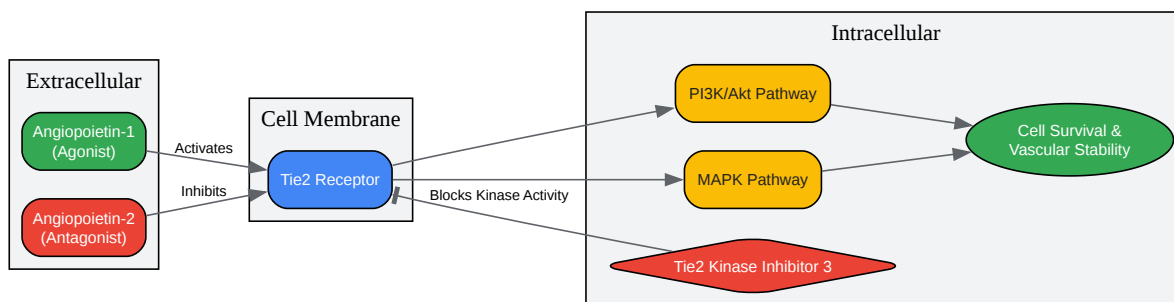 Extracellular
Angiopoietin-1
(Agonist)
Angiopoietin-2
(Antagonist)
Activates
Inhibits
Cell Membrane
Tie2 Receptor
Blocks Kinase Activity
Intracellular
PI3K/Akt Pathway
MAPK Pathway
Tie2 Kinase Inhibitor 3
Cell Survival &
Vascular Stability